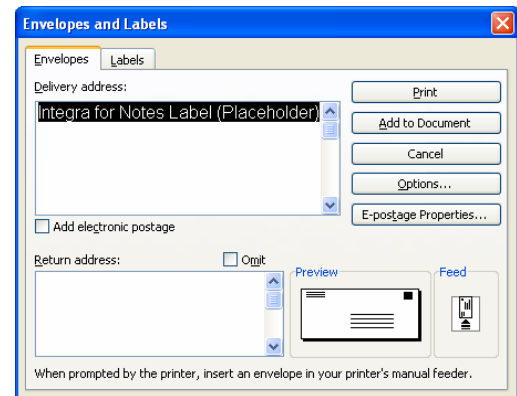 Envelopes and Labels
Envelopes Labels
Delivery address:
Integra for Notes Label (Placeholder)
Print
Add to Document
Cancel
Options...
E-postage Properties...
Add electronic postage
Return address:
Omit
Preview
Feed
When prompted by the printer, insert an envelope in your printer's manual feeder.